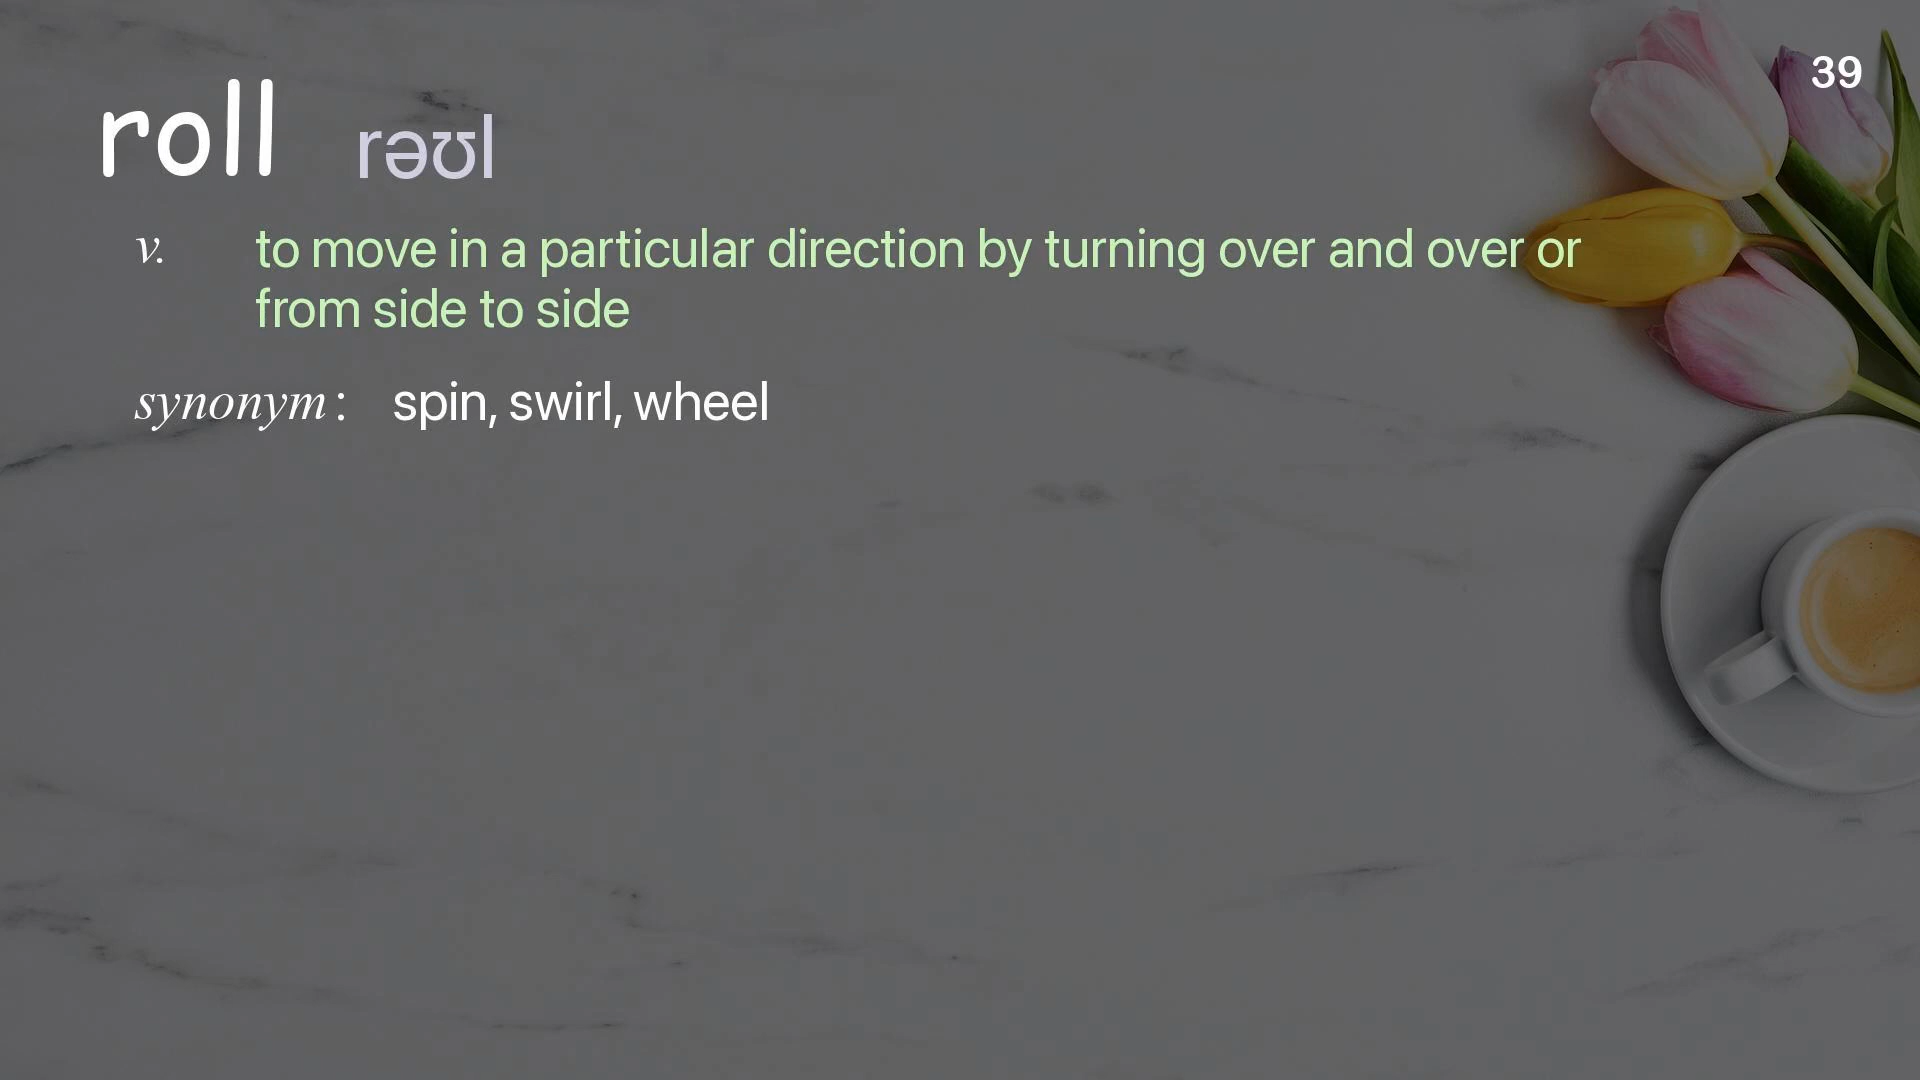 39
roll rəʊl
v. to move in a particular direction by turning over and over or
from side to side
synonym : spin, swirl, wheel